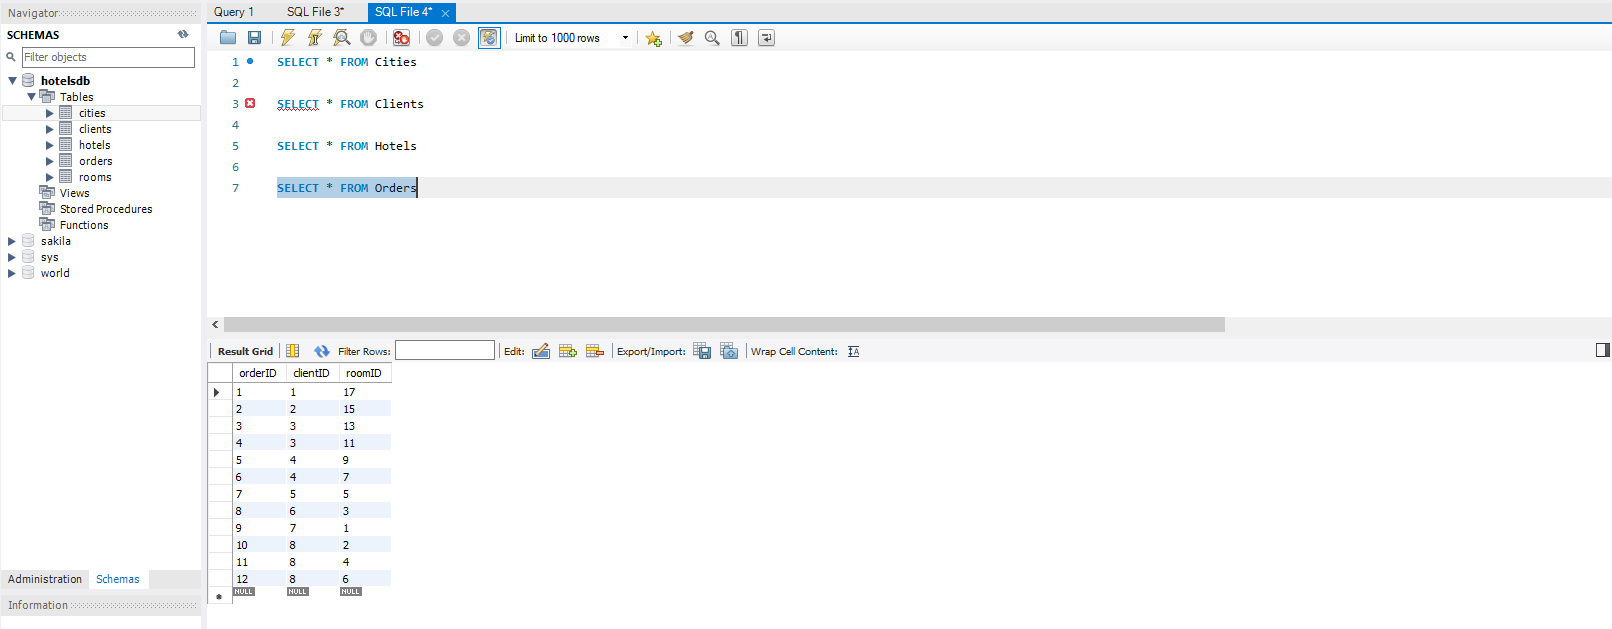 Navigator
SCHEMAS
Filter objects
hotelsdb
Tables
cities
clients
hotels
orders
rooms
Views
Stored Procedures
Functions
sakila
sys
world
Administration Schemas
Information
Query 1 SQL File 3* SQL File 4*
Limit to 1000 rows
1 SELECT * FROM Cities
2
3 SELECT * FROM Clients
4
5 SELECT * FROM Hotels
6
7 SELECT * FROM Orders
Result Grid Filter Rows: Edit: Export/Import: Wrap Cell Content:
orderID clientID roomID
1 1 17
2 2 15
3 3 13
4 3 11
5 4 9
6 4 7
7 5 5
8 6 3
9 7 1
10 8 2
11 8 4
12 8 6
NULL NULL NULL